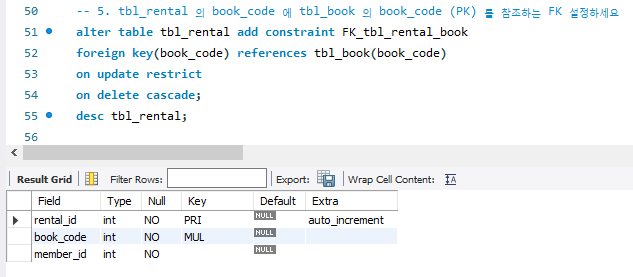 50 -- 5. tbl_rental 의 book_code 에 tbl_book 의 book_code (PK) 를 참조하는 FK 설정하세요
51 alter table tbl_rental add constraint FK_tbl_rental_book
52 foreign key(book_code) references tbl_book(book_code)
53 on update restrict
54 on delete cascade;
55 desc tbl_rental;
56
Result Grid Filter Rows: Export: Wrap Cell Content:
Field Type Null Key Default Extra
rental_id int NO PRI NULL auto_increment
book_code int NO MUL NULL
member_id int NO NULL